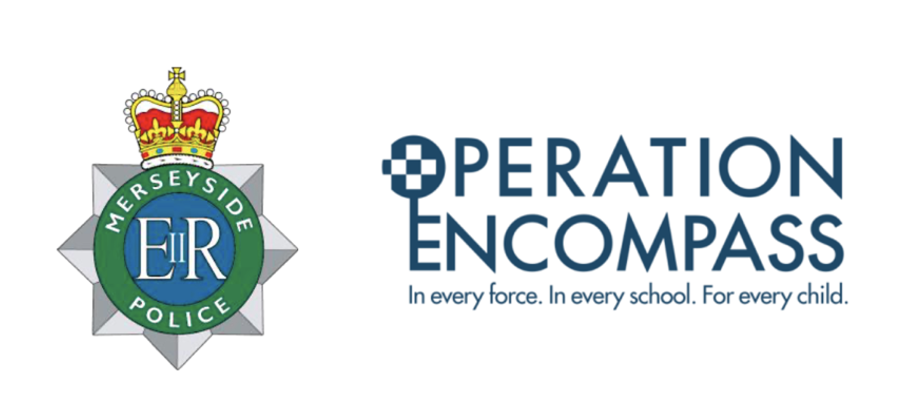 MERSEYSIDE
EIIR
POLICE
OPERATION
ENCOMPASS
In every force. In every school. For every child.